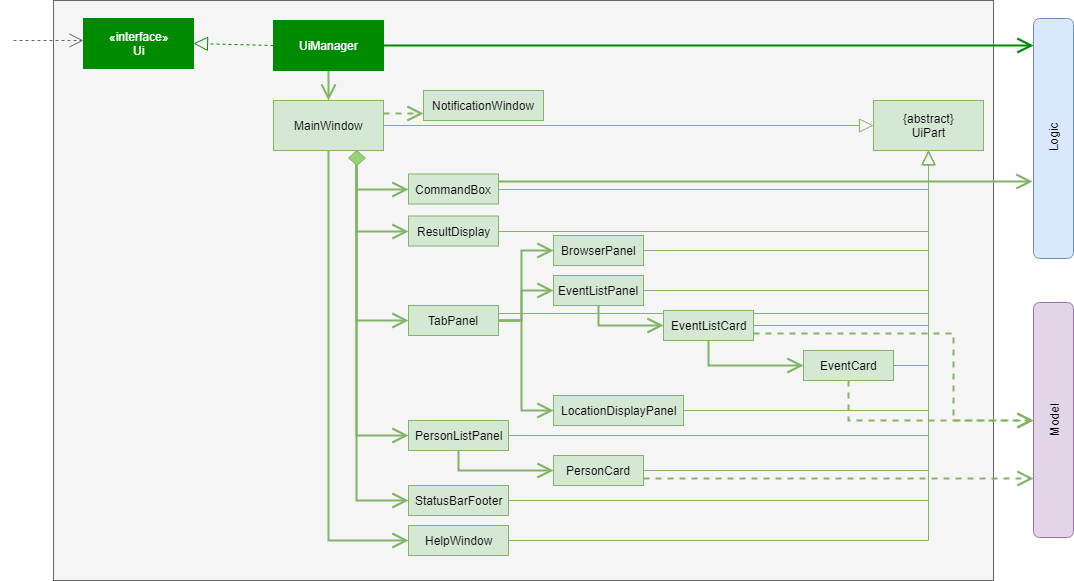 «interface»
Ui
UiManager
NotificationWindow
MainWindow
{abstract}
UiPart
Logic
CommandBox
ResultDisplay
BrowserPanel
EventListPanel
TabPanel
EventListCard
EventCard
LocationDisplayPanel
Model
PersonListPanel
PersonCard
StatusBarFooter
HelpWindow